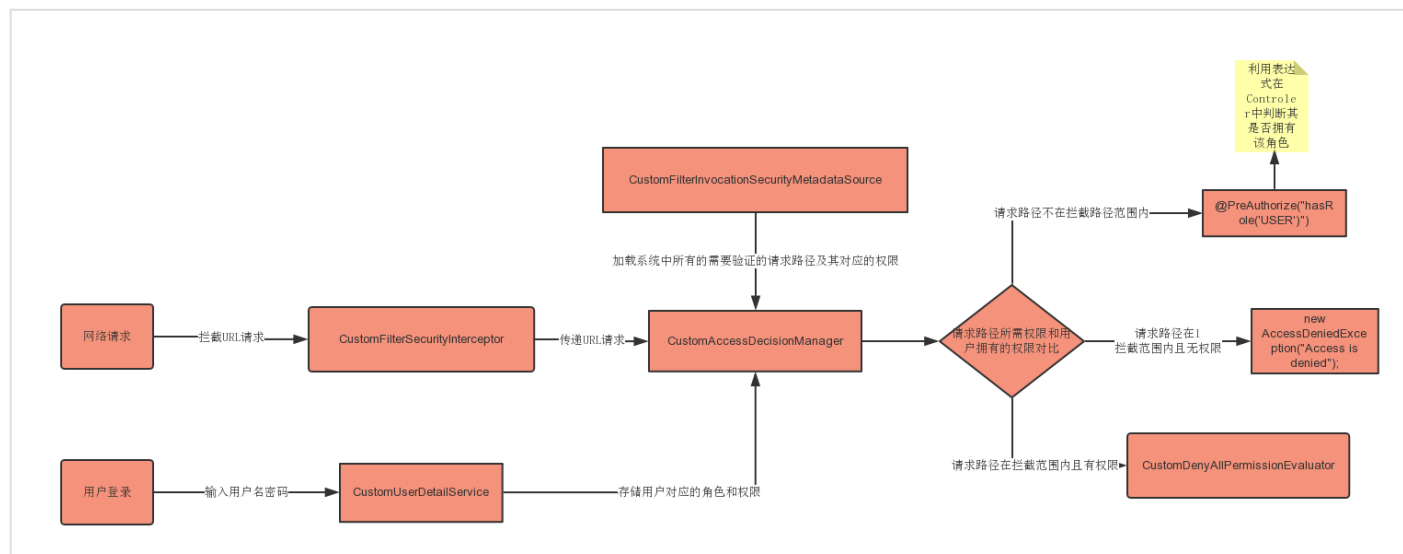 利用表达
式在
Controle
r中判断其
是否拥有
该角色
CustomFilterInvocationSecurityMetadataSource
请求路径不在拦截路径范围内
@PreAuthorize("hasR
ole('USER')")
加载系统中所有的需要验证的请求路径及其对应的权限
网络请求
拦截URL请求
CustomFilterSecurityInterceptor
传递URL请求
CustomAccessDecisionManager
请求路径所需权限和用
户拥有的权限对比
请求路径在l
拦截范围内且无权限
new
AccessDeniedExce
ption("Access is
denied");
请求路径在拦截范围内且有权限
CustomDenyAllPermissionEvaluator
用户登录
输入用户名密码
CustomUserDetailService
存储用户对应的角色和权限